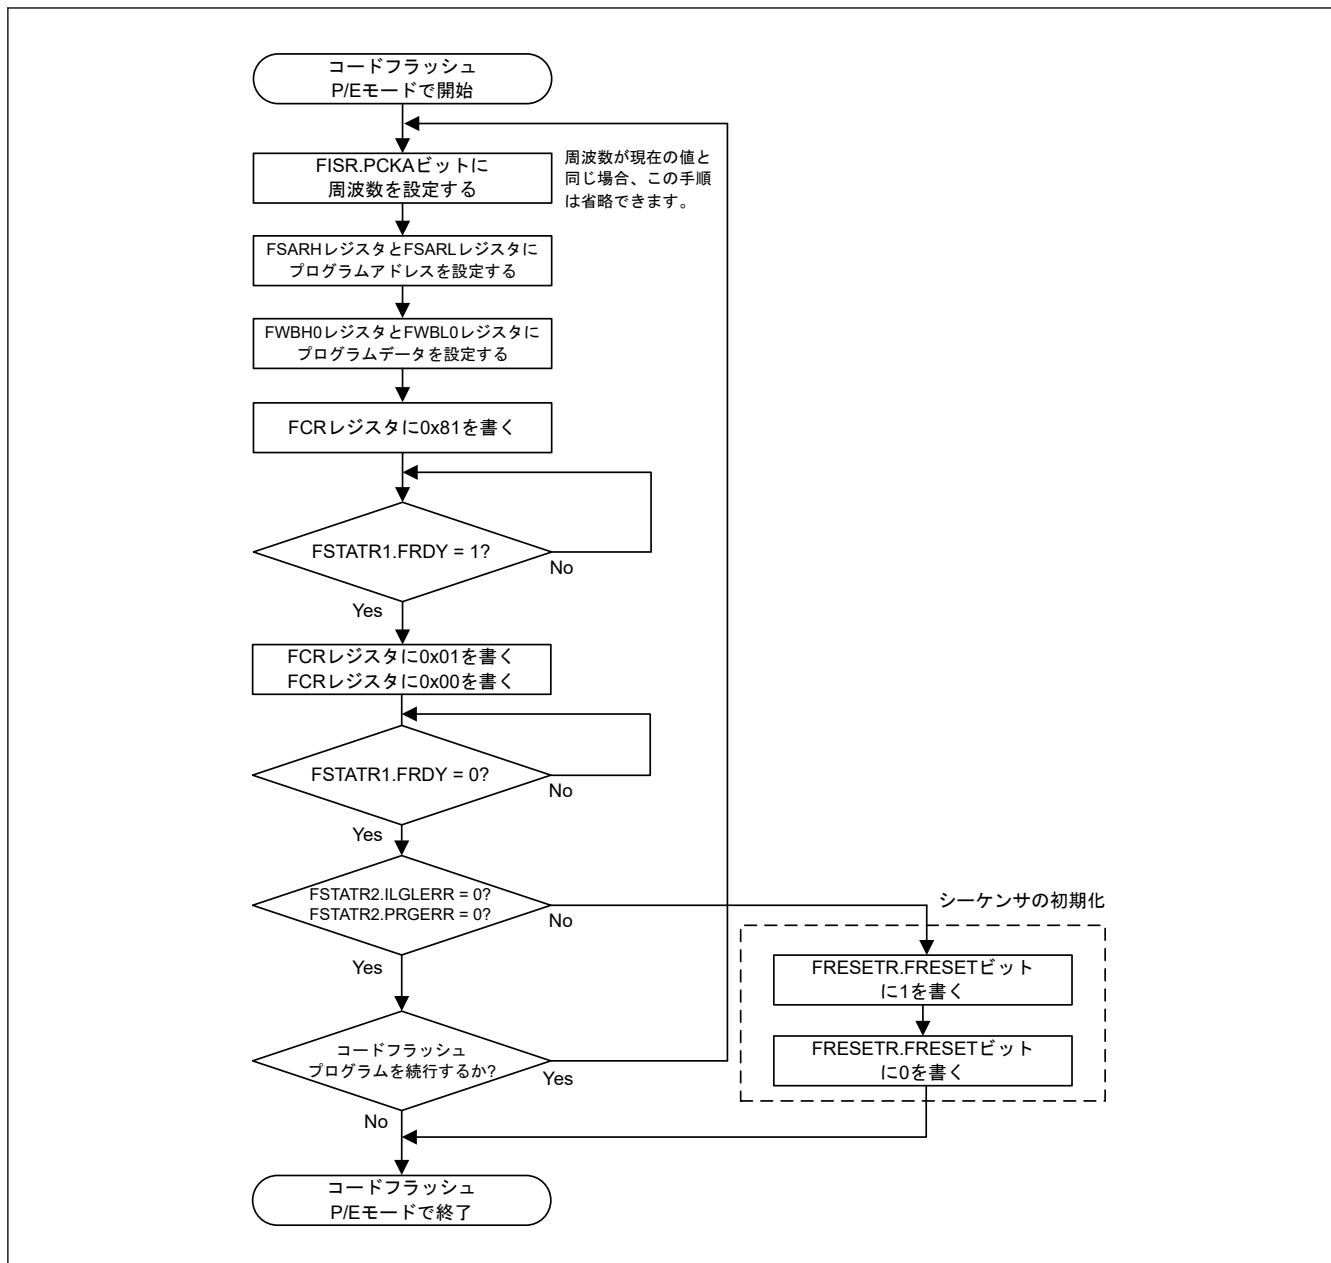 コードフラッシュ
P/Eモードで開始
FISR.PCKAビットに
周波数を設定する
周波数が現在の値と
同じ場合、この手順
は省略できます。
FSARHレジスタとFSARLレジスタに
プログラムアドレスを設定する
FWBH0レジスタとFWBL0レジスタに
プログラムデータを設定する
FCRレジスタに0x81を書く
FSTATR1.FRDY = 1?
No
Yes
FCRレジスタに0x01を書く
FCRレジスタに0x00を書く
FSTATR1.FRDY = 0?
No
Yes
FSTATR2.ILGLERR = 0?
FSTATR2.PRGERR = 0?
No
Yes
シーケンサの初期化
FRESETR.FRESETビット
に1を書く
FRESETR.FRESETビット
に0を書く
コードフラッシュ
プログラムを続行するか?
Yes
No
コードフラッシュ
P/Eモードで終了